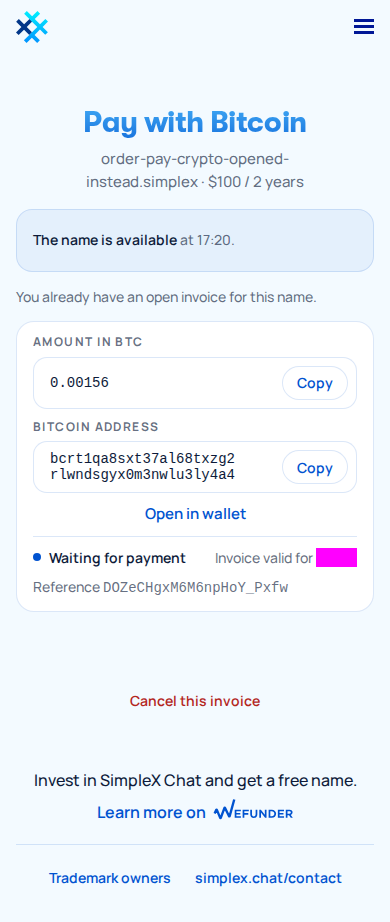 Pay with Bitcoin
order-pay-crypto-opened-
instead.simplex · $100 / 2 years
The name is available at 17:20.
You already have an open invoice for this name.
AMOUNT IN BTC
0.00156
Copy
BITCOIN ADDRESS
bcrt1qa8sxt37al68txzg2
rlwndsgyx0m3nwlu3ly4a4
Copy
Open in wallet
Waiting for payment
Invoice valid for
Reference DOZeCHgxM6M6npHoY_Pxfw
Cancel this invoice
Invest in SimpleX Chat and get a free name.
Learn more on WEFUNDER
Trademark owners
simplex.chat/contact